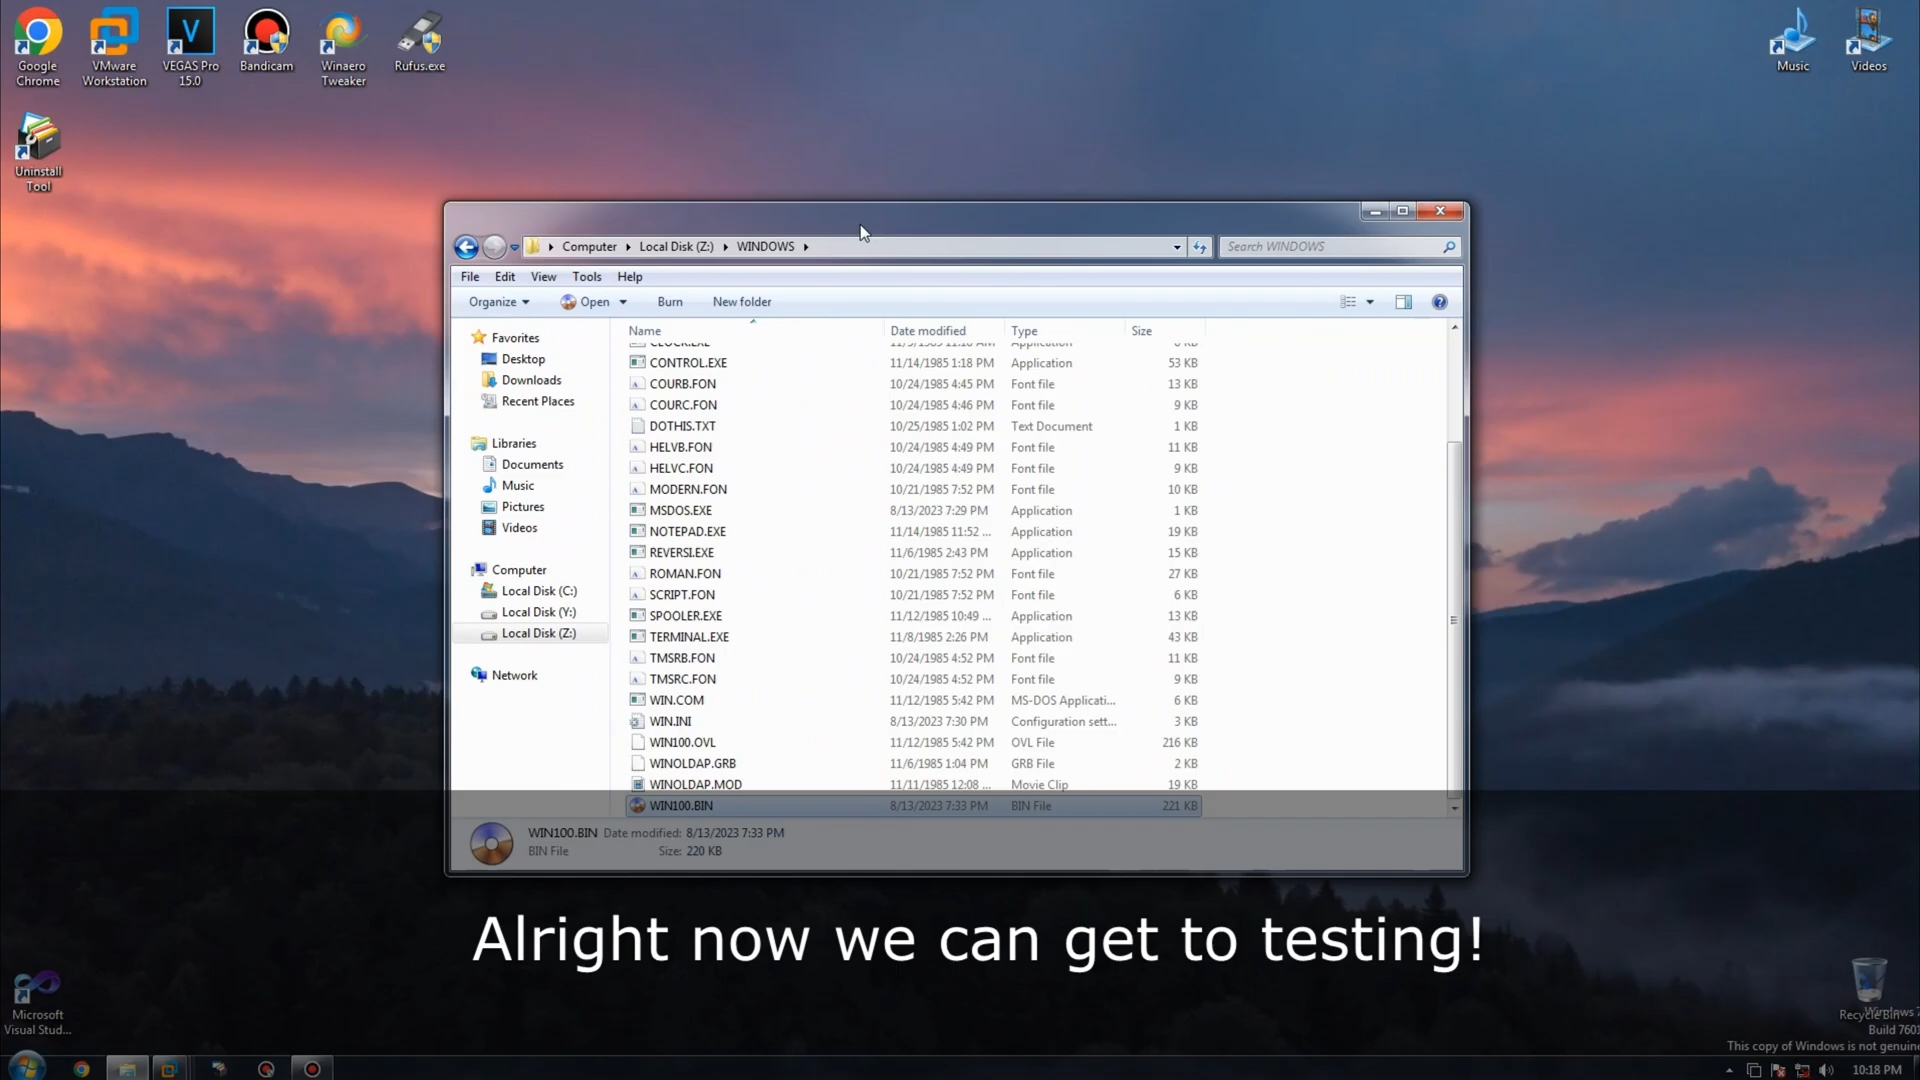 Google
Chrome
VMware
Workstation
VEGAS Pro
15.0
Bandicam
Winaero
Tweaker
Rufus.exe
Music
Videos
Uninstall
Tool
Computer Local Disk (Z:) WINDOWS
Search WINDOWS
File Edit View Tools Help
Organize Open Burn New folder
Favorites
Desktop
Downloads
Recent Places
Libraries
Documents
Music
Pictures
Videos
Computer
Local Disk (C:)
Local Disk (Y:)
Local Disk (Z:)
Network
Name Date modified Type Size
CONTROL.EXE 11/14/1985 1:18 PM Application 53 KB
COURB.FON 10/24/1985 4:45 PM Font file 13 KB
COURC.FON 10/24/1985 4:46 PM Font file 9 KB
DOTHIS.TXT 10/25/1985 1:02 PM Text Document 1 KB
HELVB.FON 10/24/1985 4:49 PM Font file 11 KB
HELVC.FON 10/24/1985 4:49 PM Font file 9 KB
MODERN.FON 10/21/1985 7:52 PM Font file 10 KB
MSDOS.EXE 8/13/2023 7:29 PM Application 1 KB
NOTEPAD.EXE 11/14/1985 11:52 ... Application 19 KB
REVERSI.EXE 11/6/1985 2:43 PM Application 15 KB
ROMAN.FON 10/21/1985 7:52 PM Font file 27 KB
SCRIPT.FON 10/21/1985 7:52 PM Font file 6 KB
SPOOLER.EXE 11/12/1985 10:49 ... Application 13 KB
TERMINAL.EXE 11/8/1985 2:26 PM Application 43 KB
TMSRB.FON 10/24/1985 4:52 PM Font file 11 KB
TMSRC.FON 10/24/1985 4:52 PM Font file 9 KB
WIN.COM 11/12/1985 5:42 PM MS-DOS Applicati... 6 KB
WIN.INI 8/13/2023 7:30 PM Configuration sett... 3 KB
WIN100.OVL 11/12/1985 5:42 PM OVL File 216 KB
WINOLDAP.GRB 11/6/1985 1:04 PM GRB File 2 KB
WINOLDAP.MOD 11/11/1985 12:08 ... Movie Clip 19 KB
WIN100.BIN 8/13/2023 7:33 PM BIN File 221 KB
WIN100.BIN Date modified: 8/13/2023 7:33 PM
BIN File Size: 220 KB
Alright now we can get to testing!
Microsoft
Visual Stud...
Recycle Bin
Windows 7
Build 7601
This copy of Windows is not genuine
10:18 PM